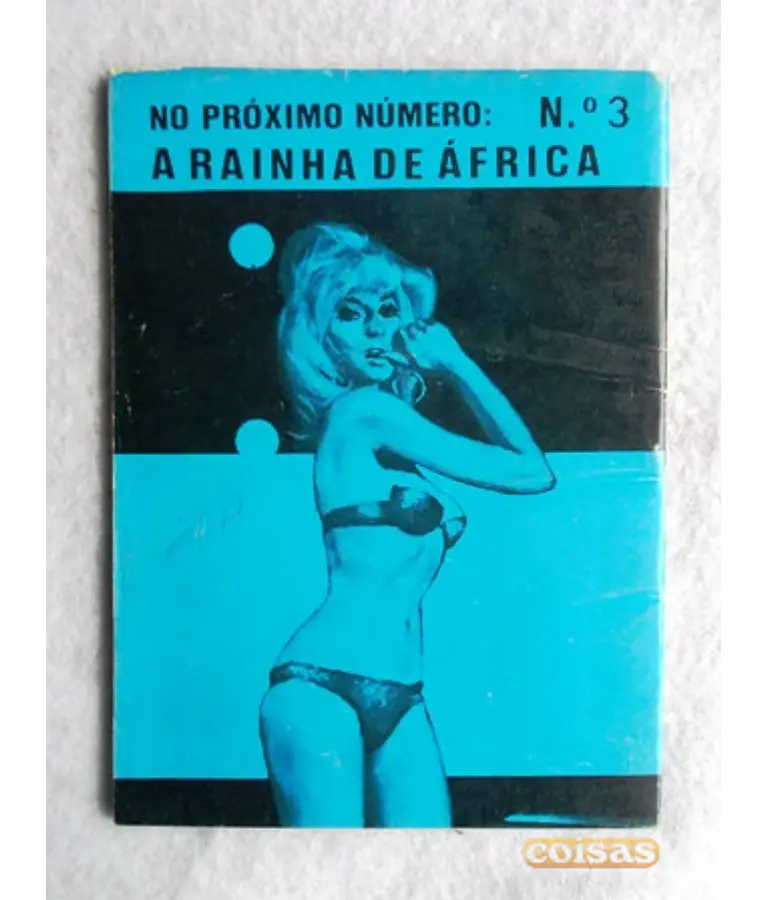 NO PRÓXIMO NÚMERO: N.º 3
A RAINHA DE ÁFRICA
coisas